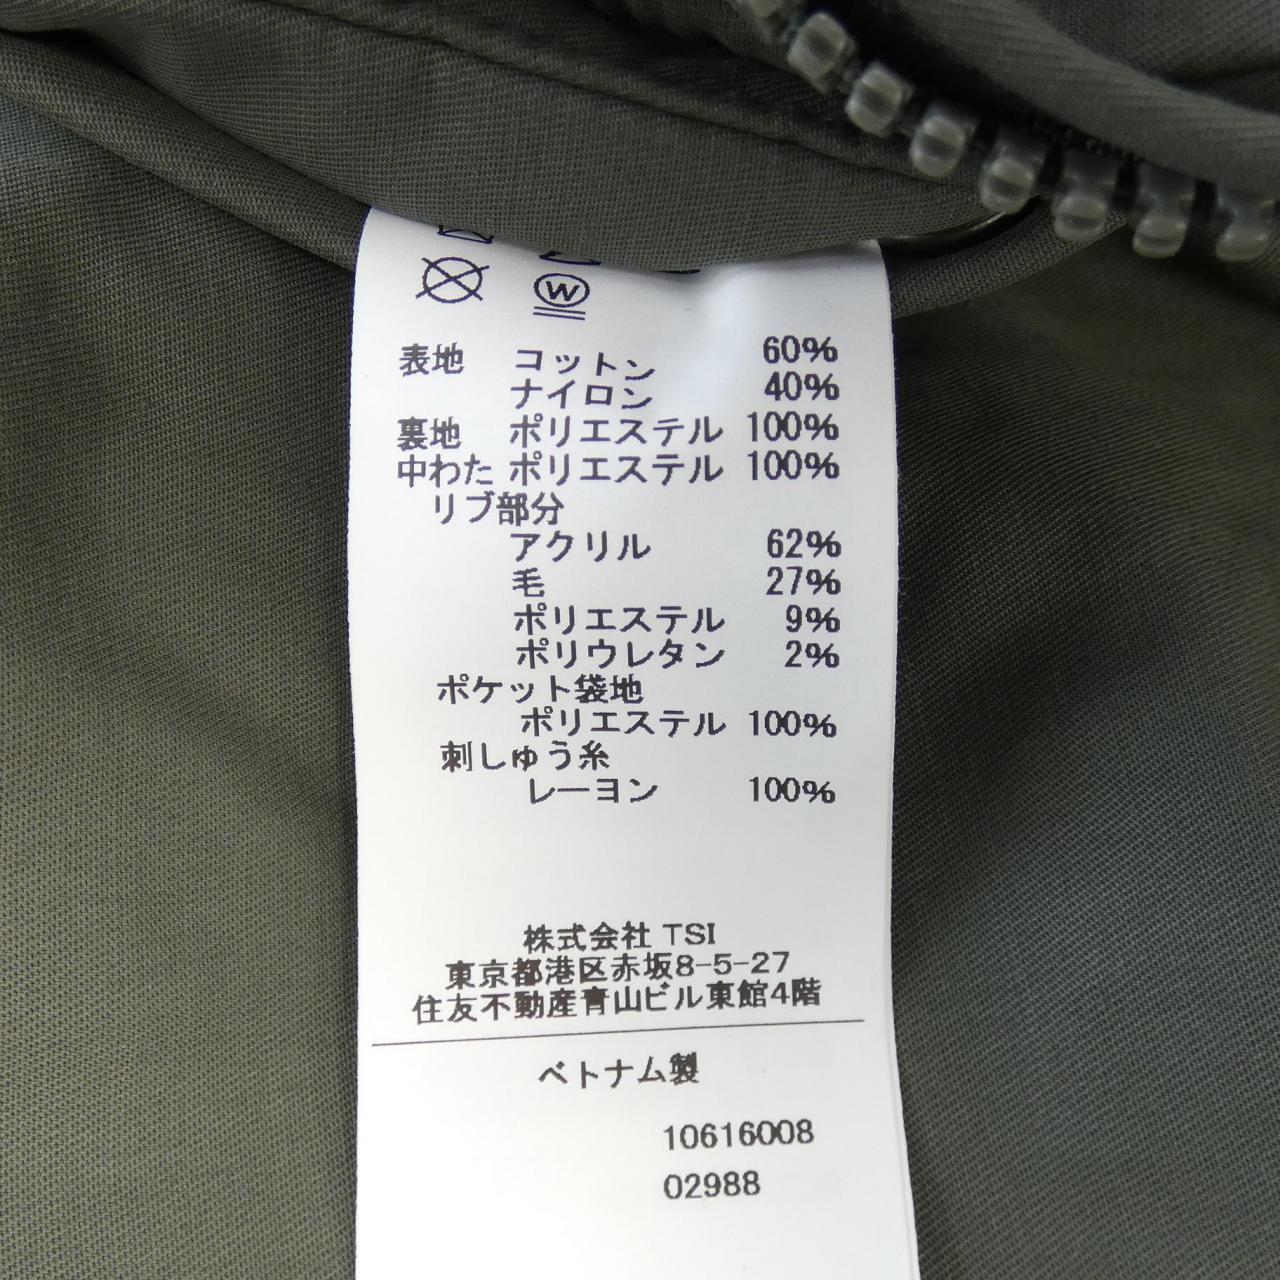 W
表地 コットン 60%
ナイロン 40%
裏地 ポリエステル 100%
中わた ポリエステル 100%
リブ部分
アクリル 62%
毛 27%
ポリエステル 9%
ポリウレタン 2%
ポケット袋地
ポリエステル 100%
刺しゅう糸
レーヨン 100%
株式会社 TSI
東京都港区赤坂8-5-27
住友不動産青山ビル東館4階
ベトナム製
10616008
02988